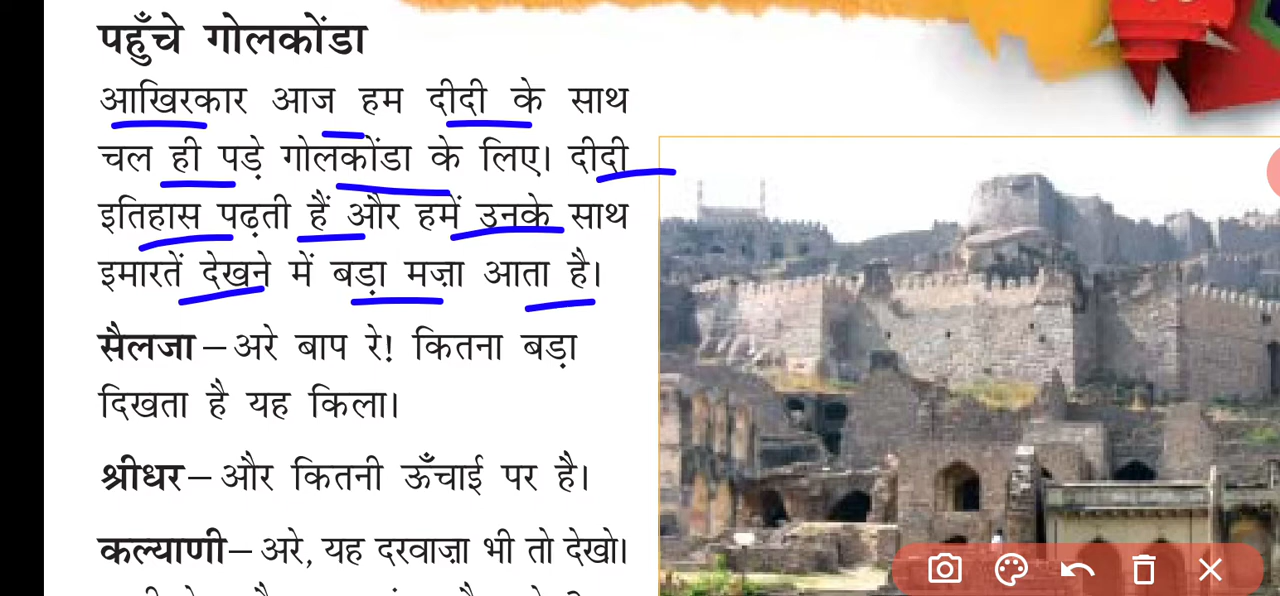 पहुँचे गोलकोंडा
आखिरकार आज हम दीदी के साथ
चल ही पड़े गोलकोंडा के लिए। दीदी
इतिहास पढ़ती हैं और हमें उनके साथ
इमारतें देखने में बड़ा मज़ा आता है।
सैलजा – अरे बाप रे! कितना बड़ा
दिखता है यह किला।
श्रीधर – और कितनी ऊँचाई पर है।
कल्याणी – अरे, यह दरवाज़ा भी तो देखो।